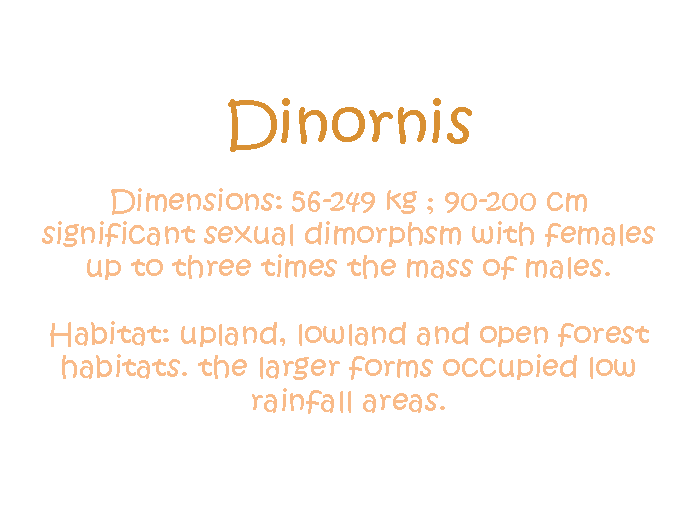 Dinornis
Dimensions: 56-249 kg ; 90-200 cm
significant sexual dimorphsm with females
up to three times the mass of males.
Habitat: upland, lowland and open forest
habitats. the larger forms occupied low
rainfall areas.